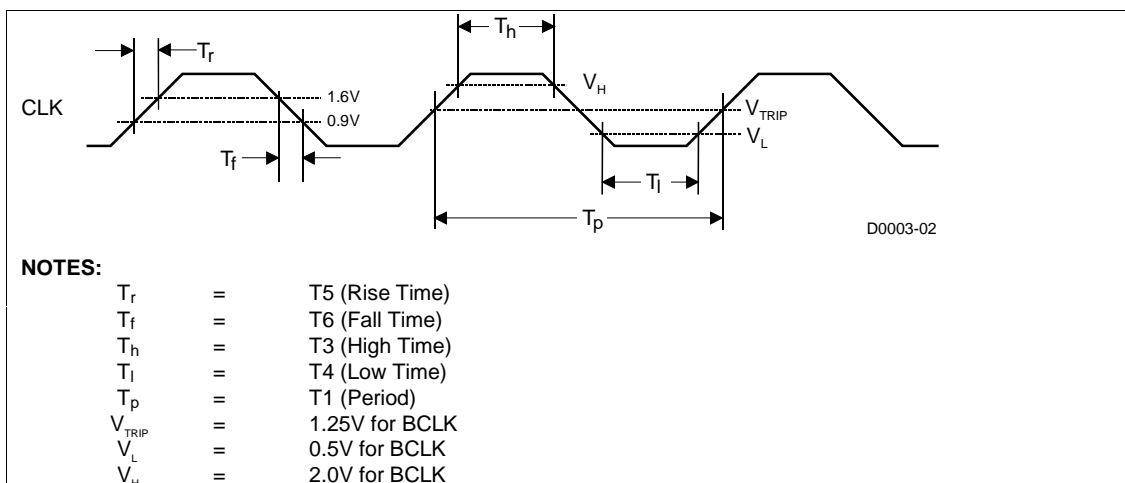 Th
Tr
VH
1.6V
CLK
VTRIP
0.9V
VL
Tf
Tl
Tp
D0003-02
NOTES:
Tr = T5 (Rise Time)
Tf = T6 (Fall Time)
Th = T3 (High Time)
Tl = T4 (Low Time)
Tp = T1 (Period)
VTRIP = 1.25V for BCLK
VL = 0.5V for BCLK
VH = 2.0V for BCLK